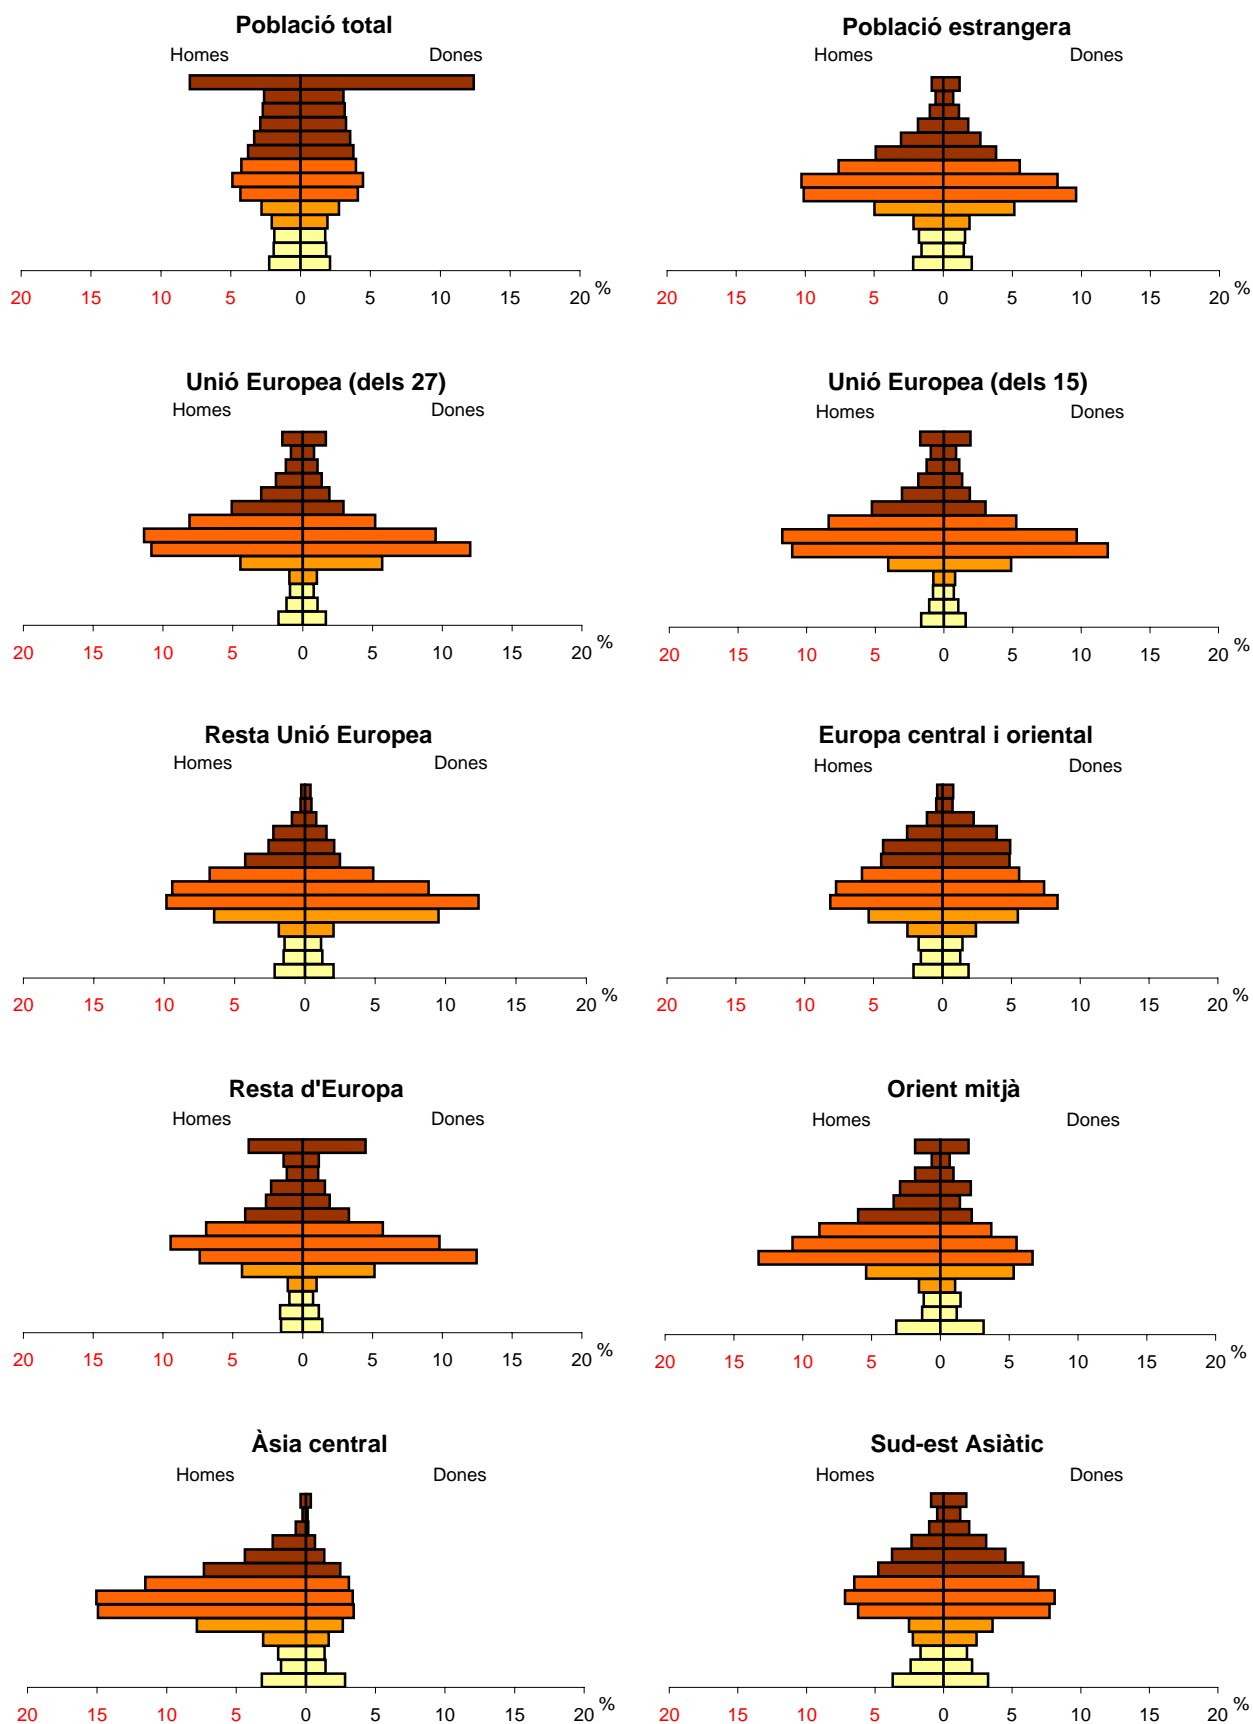 Població total
Homes Dones
20 15 10 5 0 5 10 15 20 %
Població estrangera
Homes Dones
20 15 10 5 0 5 10 15 20 %
Unió Europea (dels 27)
Homes Dones
20 15 10 5 0 5 10 15 20 %
Unió Europea (dels 15)
Homes Dones
20 15 10 5 0 5 10 15 20 %
Resta Unió Europea
Homes Dones
20 15 10 5 0 5 10 15 20 %
Europa central i oriental
Homes Dones
20 15 10 5 0 5 10 15 20 %
Resta d'Europa
Homes Dones
20 15 10 5 0 5 10 15 20 %
Orient mitjà
Homes Dones
20 15 10 5 0 5 10 15 20 %
Àsia central
Homes Dones
20 15 10 5 0 5 10 15 20 %
Sud-est Asiàtic
Homes Dones
20 15 10 5 0 5 10 15 20 %